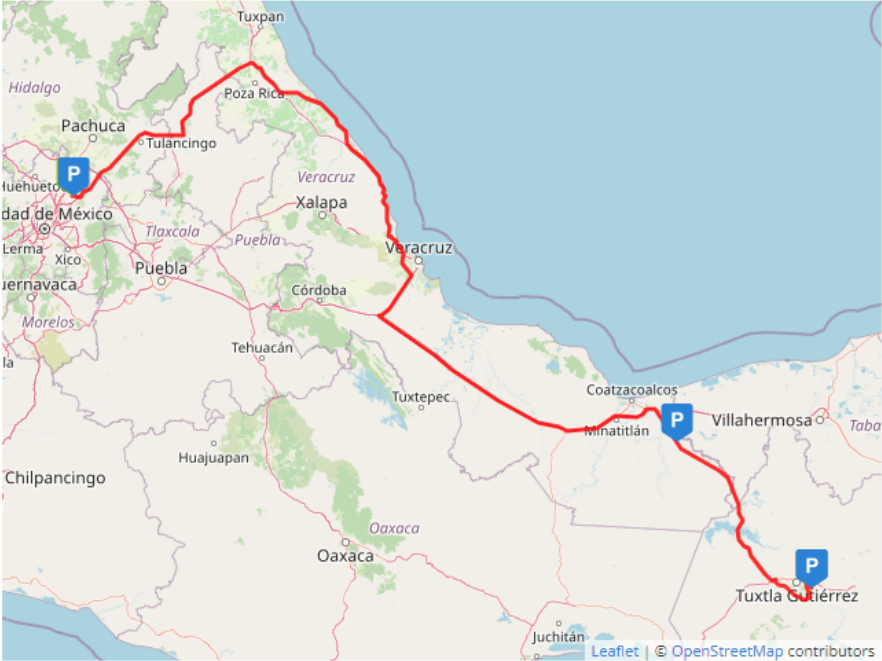 Tuxpan
Hidalgo
Poza Rica
Pachuca
Tulancingo
P
Huehueto
Veracruz
Xalapa
dad de México
Tlaxcala
Puebla
Veracruz
Lerma
Xico
Puebla
uernavaca
Córdoba
Morelos
Tehuacán
la
Coatzacoalcos
Tuxtepec
P
Villahermosa
Taba
Minatitlán
Huajuapan
Chilpancingo
Oaxaca
Oaxaca
P
Tuxtla Gutiérrez
Juchitán
Leaflet | © OpenStreetMap contributors